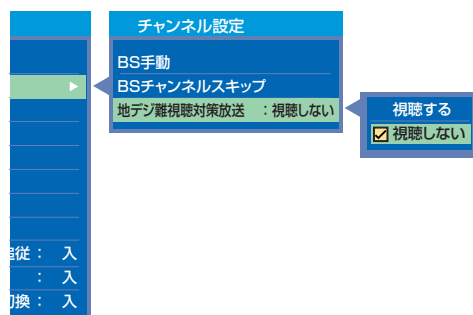 チャンネル設定
BS手動
BSチャンネルスキップ
地デジ難視聴対策放送 : 視聴しない
視聴する
視聴しない
従 : 入
: 入
換 : 入